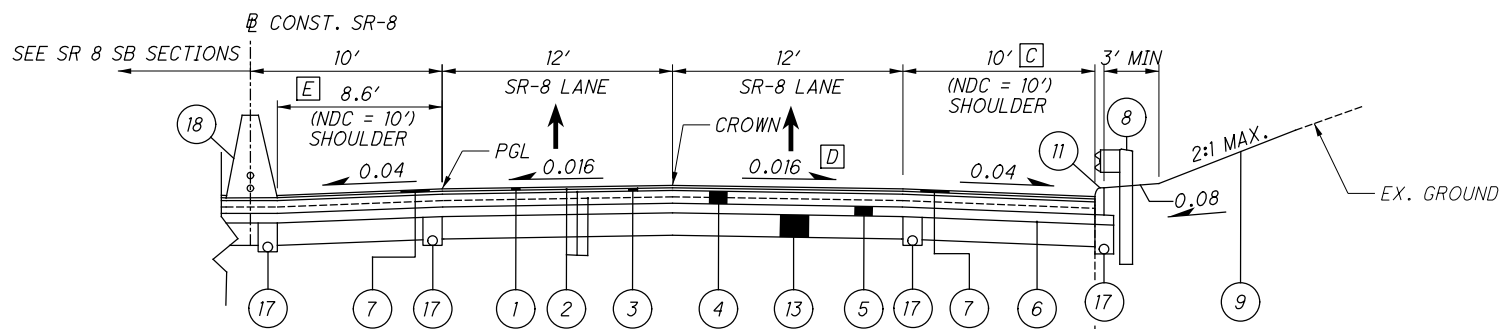 ℄ CONST. SR-8
SEE SR 8 SB SECTIONS
10'
12'
12'
10' C
3' MIN
E 8.6'
(NDC = 10')
SHOULDER
SR-8 LANE
SR-8 LANE
(NDC = 10')
SHOULDER
8
18
PGL
CROWN
11
2:1 MAX.
0.04
0.016
0.016 D
0.04
0.08
EX. GROUND
17
7
17
1
2
3
4
13
5
17
7
6
17
9